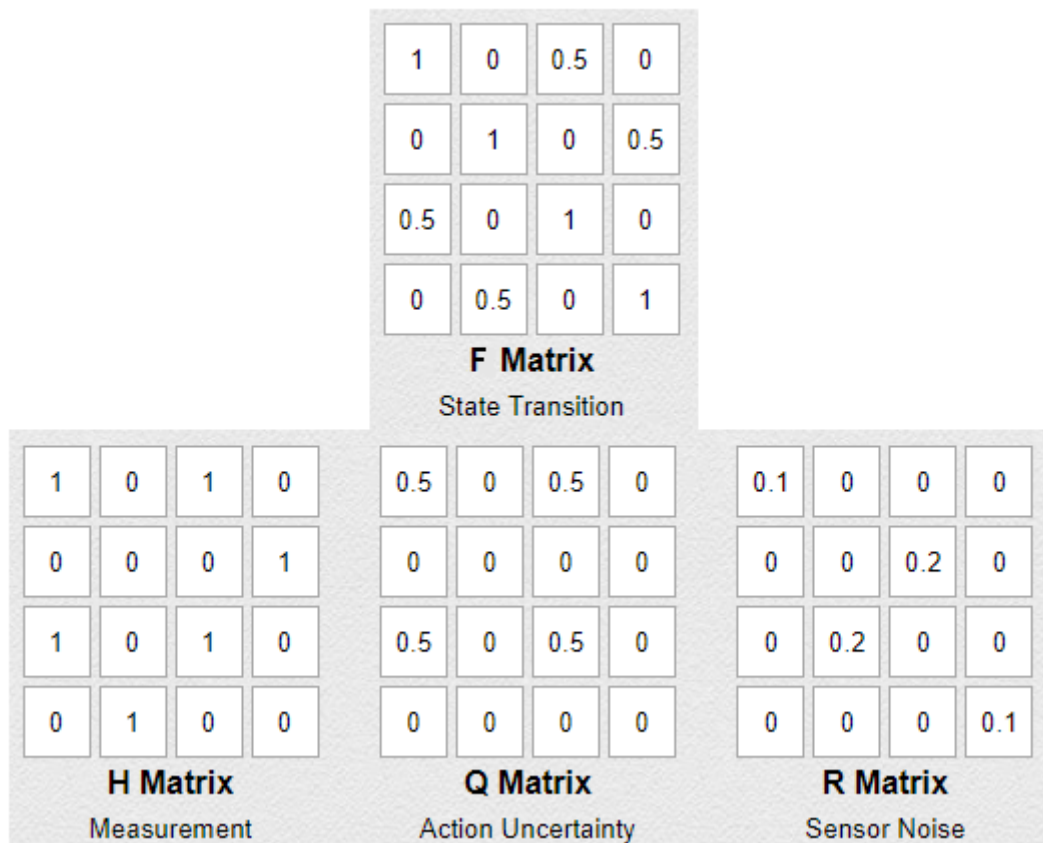 1 0 0.5 0
0 1 0 0.5
0.5 0 1 0
0 0.5 0 1
F Matrix
State Transition
1 0 1 0
0 0 0 1
1 0 1 0
0 1 0 0
H Matrix
Measurement
0.5 0 0.5 0
0 0 0 0
0.5 0 0.5 0
0 0 0 0
Q Matrix
Action Uncertainty
0.1 0 0 0
0 0 0.2 0
0 0.2 0 0
0 0 0 0.1
R Matrix
Sensor Noise